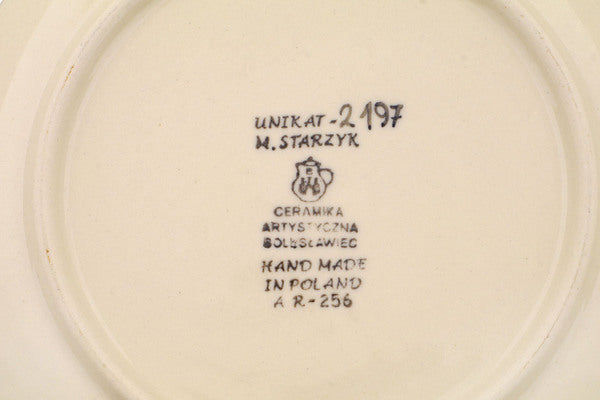 UNIKAT-2197
M. STARZYK
B
CERAMIKA
ARTYSTYCZNA
BOLESŁAWIEC
HAND MADE
IN POLAND
A R-256